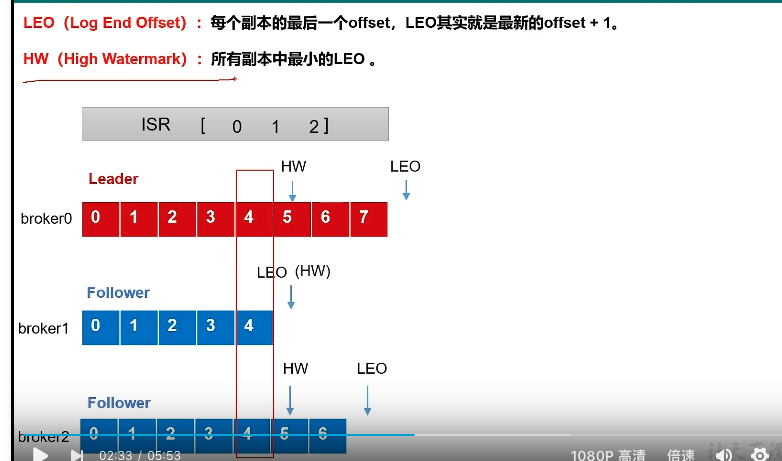 LEO（Log End Offset）：每个副本的最后一个offset，LEO其实就是最新的offset + 1。
HW（High Watermark）：所有副本中最小的LEO 。
ISR [ 0 1 2 ]
HW LEO
Leader
broker0 0 1 2 3 4 5 6 7
LEO (HW)
Follower
broker1 0 1 2 3 4
HW LEO
Follower
broker2 0 1 2 3 4 5 6
02:33 / 05:53 1080P 高清 倍速